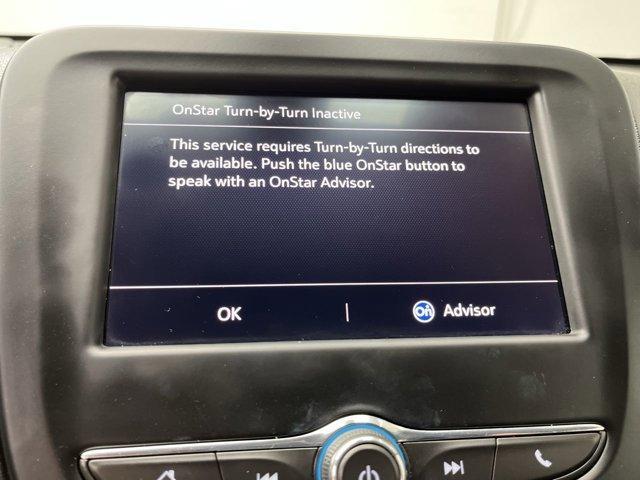 OnStar Turn-by-Turn Inactive
This service requires Turn-by-Turn directions to
be available. Push the blue OnStar button to
speak with an OnStar Advisor.
OK | On Advisor